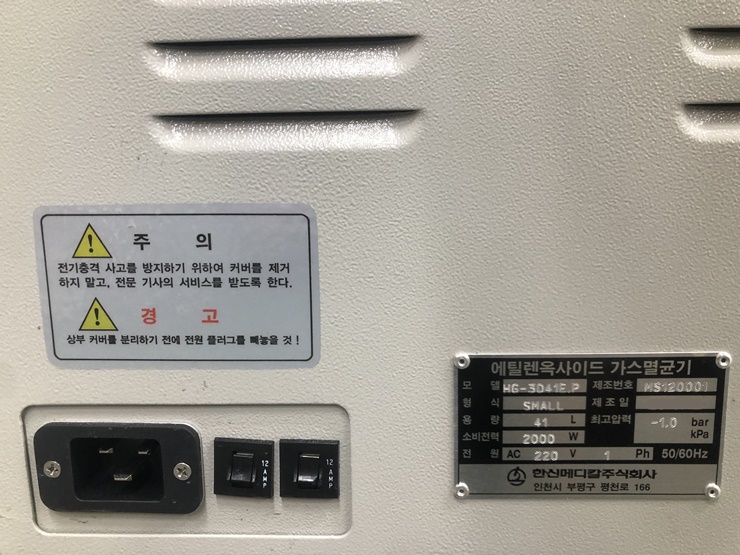 주 의
전기충격 사고를 방지하기 위하여 커버를 제거
하지 말고, 전문 기사의 서비스를 받도록 한다.
경 고
상부 커버를 분리하기 전에 전원 플러그를 빼놓을 것 !
12 AMP
12 AMP
에틸렌옥사이드 가스멸균기
모 델 HG-3041E.P 제조번호 MS120001
형 식 SMALL 제 조 일
용 량 41 L 최고압력 -1.0 bar kPa
소비전력 2000 W
전 원 AC 220 V 1 Ph 50/60Hz
한신메디칼주식회사
인천시 부평구 평천로 166